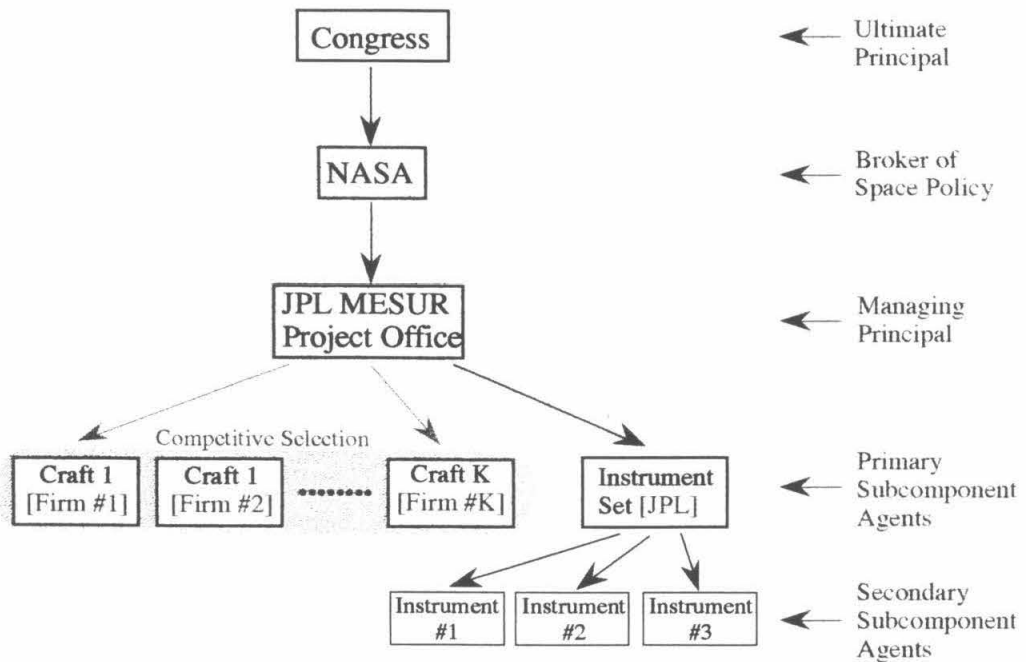 Congress
Ultimate
Principal
NASA
Broker of
Space Policy
JPL MESUR
Project Office
Managing
Principal
Competitive Selection
Craft 1
[Firm #1]
Craft 1
[Firm #2]
Craft K
[Firm #K]
Instrument
Set [JPL]
Primary
Subcomponent
Agents
Instrument
#1
Instrument
#2
Instrument
#3
Secondary
Subcomponent
Agents